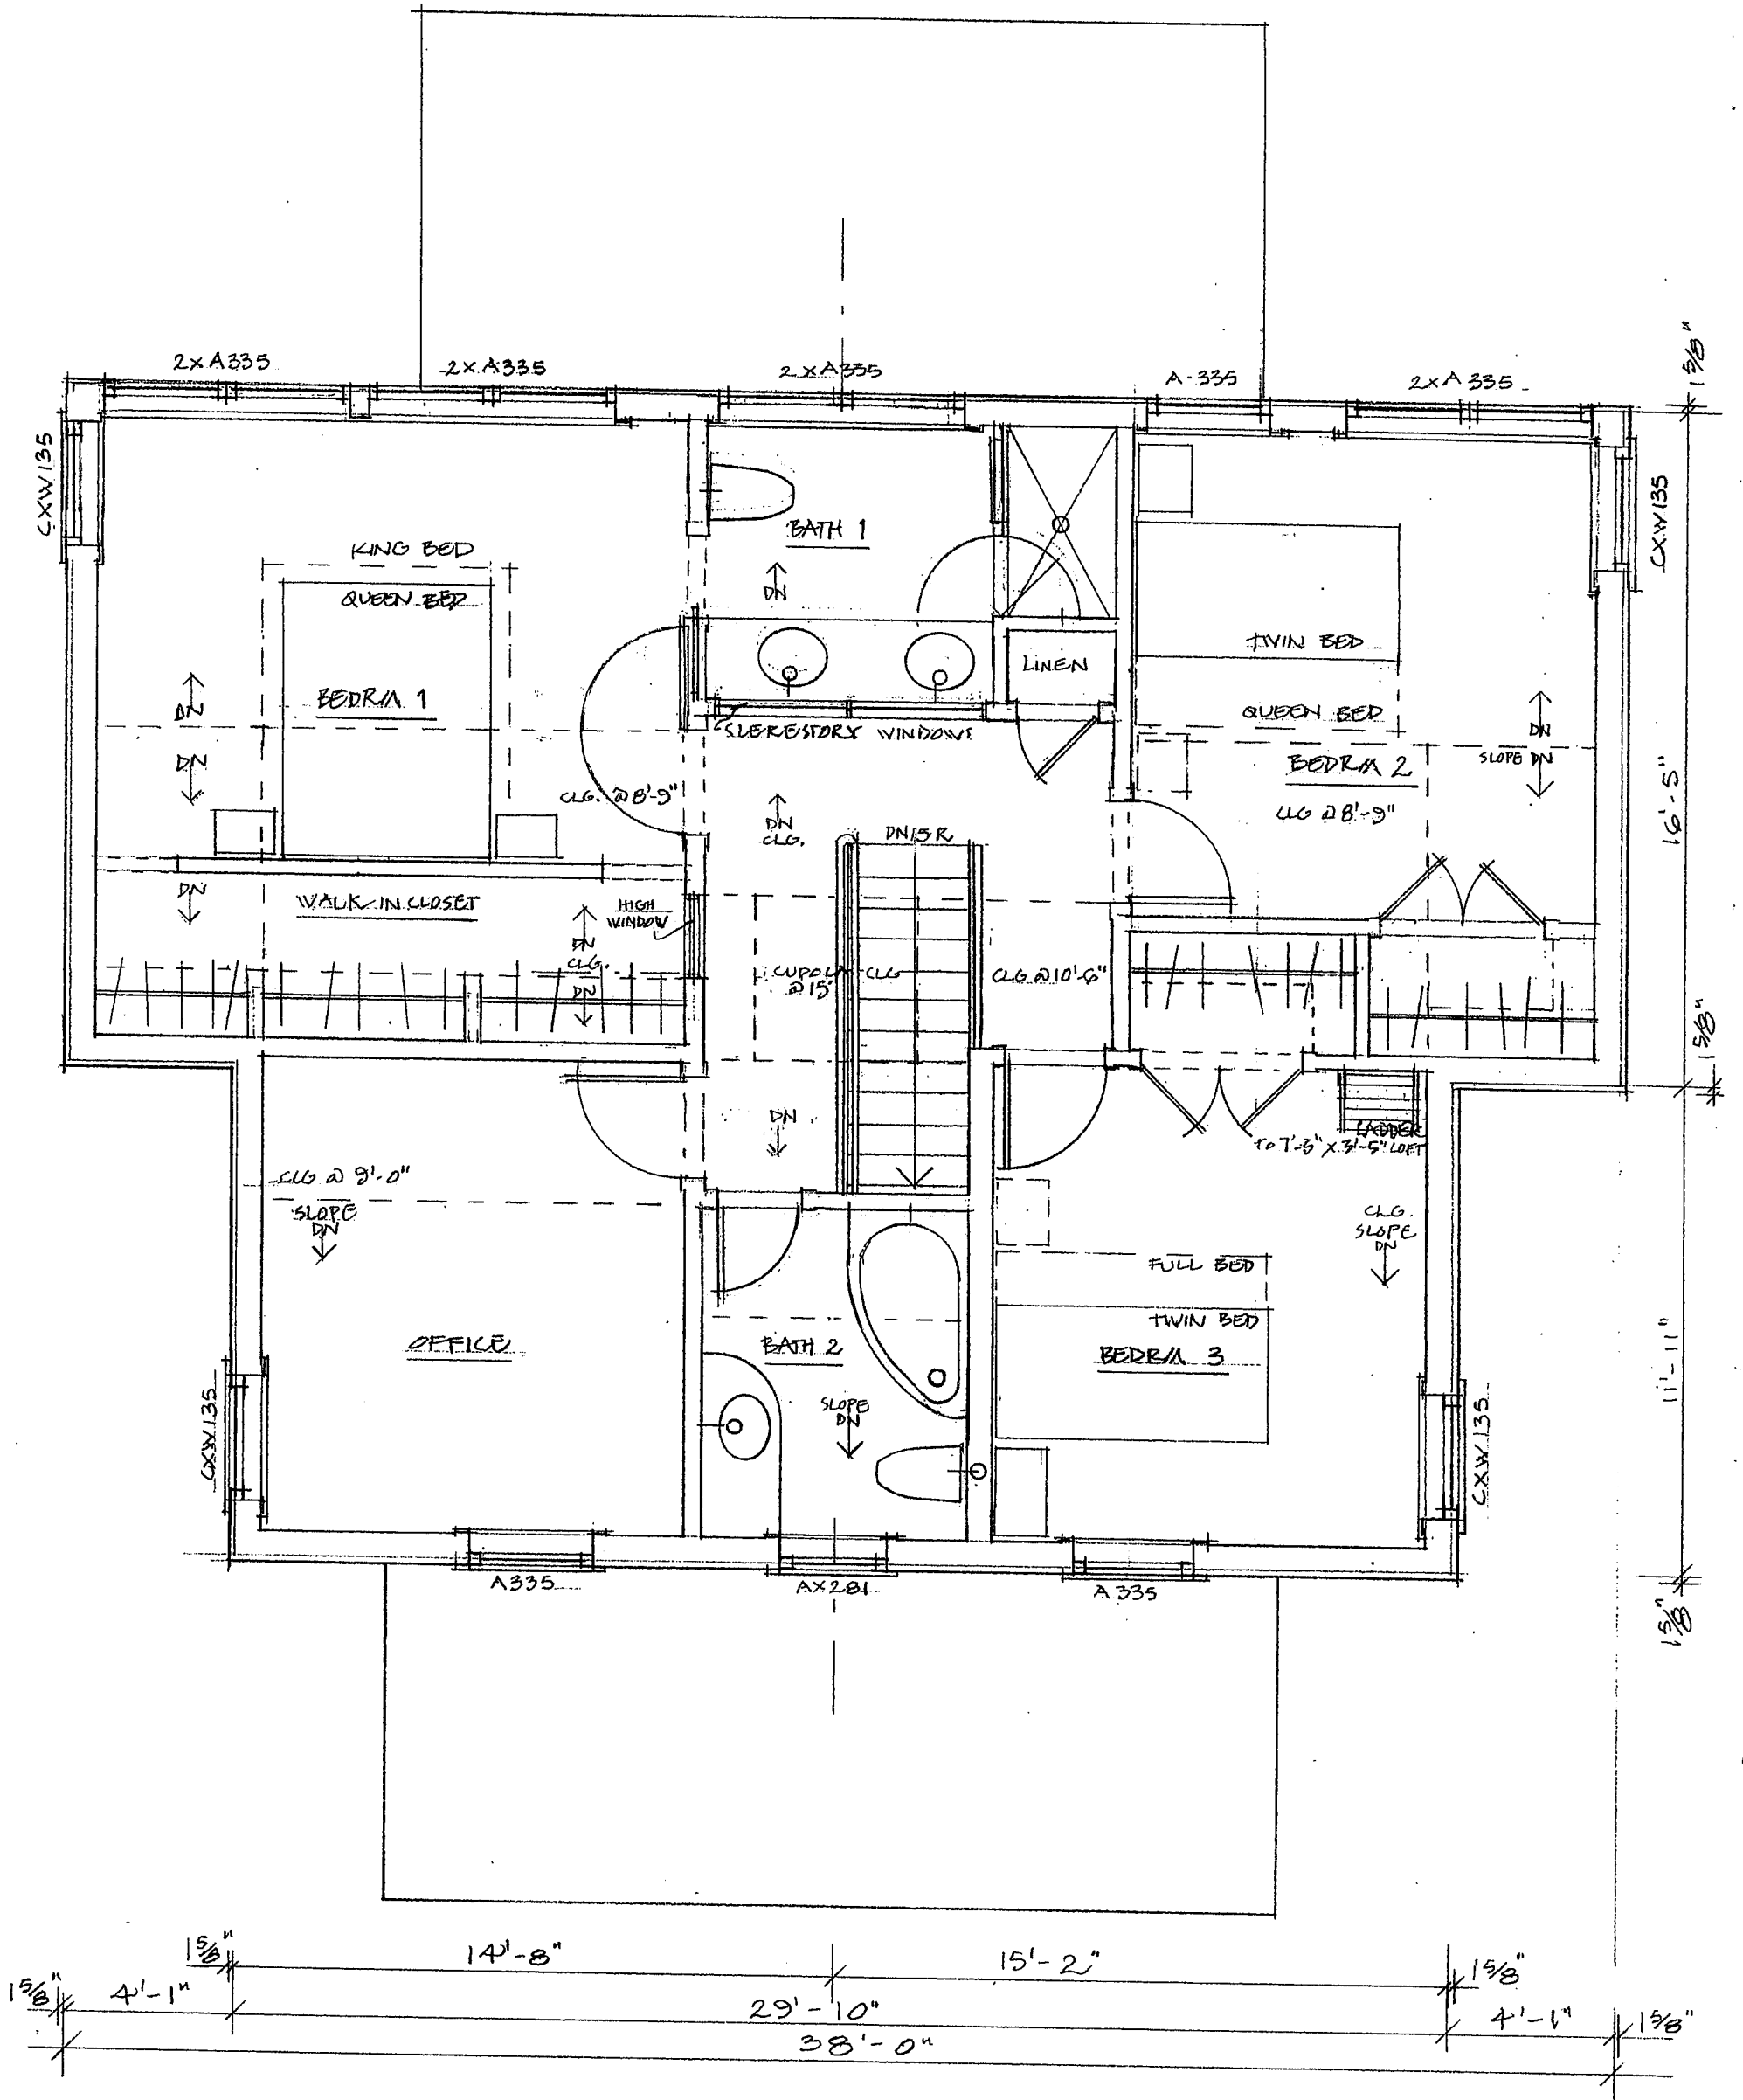 2XA335
2XA335
2XA335
A-335
2XA335
1 5/8"
CXW135
CXW135
KING BED
QUEEN BED
BEDRM 1
BATH 1
DN
LINEN
TWIN BED
QUEEN BED
BEDRM 2
CLG @8'-9"
DN
SLOPE DN
16'-5"
DN
DN
CLERESTORY WINDOWS
CLG. @8'-9"
DN
CLG.
DN 15 R
DN
WALK-IN CLOSET
HIGH
WINDOW
DN
CLG.
DN
CUPOLA CLG
@15'
CLG @10'-6"
5/8"
DN
LADDER
TO 7'-3" X 3'-5" LOFT
CLG @ 9'-0"
SLOPE
DN
CLG.
SLOPE
DN
FULL BED
TWIN BED
BEDRM 3
OFFICE
BATH 2
SLOPE
DN
11'-11"
CXW135
CXW135
A335
AX281
A335
1 5/8"
1 5/8"
14'-8"
15'-2"
1 5/8"
1 5/8"
4'-1"
29'-10"
4'-1"
1 5/8"
38'-0"